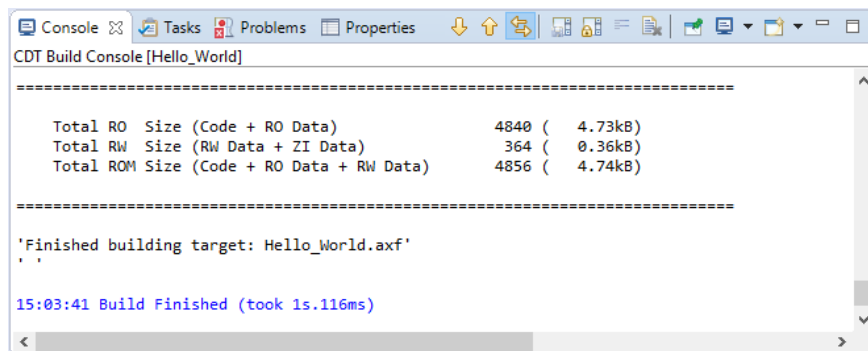 Console Tasks Problems Properties
CDT Build Console [Hello_World]
==============================================================================
Total RO  Size (Code + RO Data)                 4840 (   4.73kB)
Total RW  Size (RW Data + ZI Data)               364 (   0.36kB)
Total ROM Size (Code + RO Data + RW Data)       4856 (   4.74kB)
==============================================================================
'Finished building target: Hello_World.axf'
' '
15:03:41 Build Finished (took 1s.116ms)